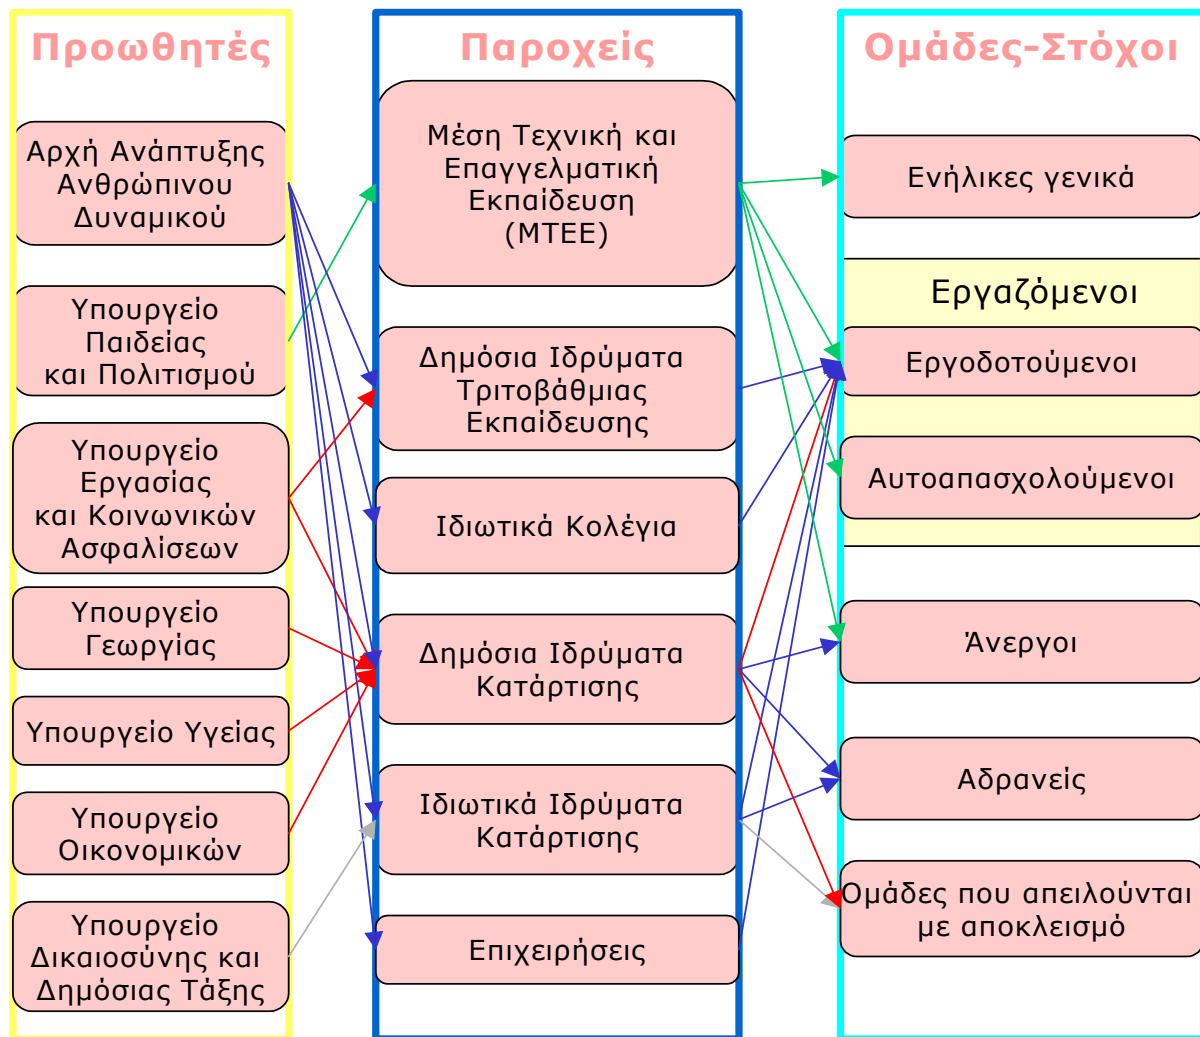 Προωθητές
Αρχή Ανάπτυξης
Ανθρώπινου
Δυναμικού
Υπουργείο
Παιδείας
και Πολιτισμού
Υπουργείο
Εργασίας
και Κοινωνικών
Ασφαλίσεων
Υπουργείο
Γεωργίας
Υπουργείο Υγείας
Υπουργείο
Οικονομικών
Υπουργείο
Δικαιοσύνης και
Δημόσιας Τάξης
Παροχείς
Μέση Τεχνική και
Επαγγελματική
Εκπαίδευση
(ΜΤΕΕ)
Δημόσια Ιδρύματα
Τριτοβάθμιας
Εκπαίδευσης
Ιδιωτικά Κολέγια
Δημόσια Ιδρύματα
Κατάρτισης
Ιδιωτικά Ιδρύματα
Κατάρτισης
Επιχειρήσεις
Ομάδες-Στόχοι
Ενήλικες γενικά
Εργαζόμενοι
Εργοδοτούμενοι
Αυτοαπασχολούμενοι
Άνεργοι
Αδρανείς
Ομάδες που απειλούνται
με αποκλεισμό